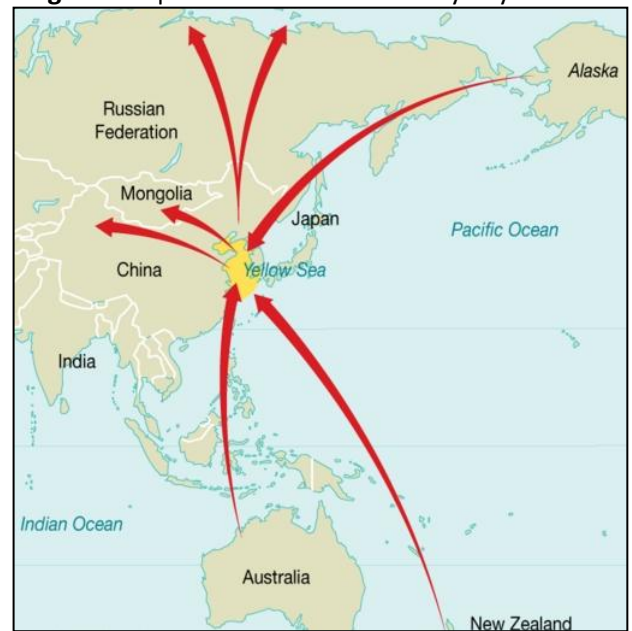 Alaska
Russian
Federation
Mongolia
Japan
Pacific Ocean
China
Yellow Sea
India
Indian Ocean
Australia
New Zealand